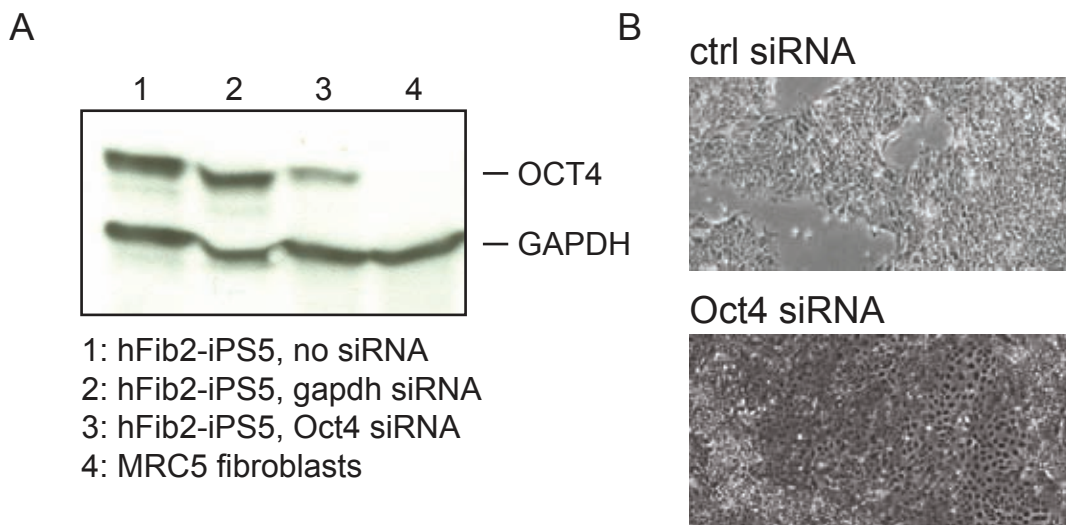 A
1 2 3 4
— OCT4
— GAPDH
1: hFib2-iPS5, no siRNA
2: hFib2-iPS5, gapdh siRNA
3: hFib2-iPS5, Oct4 siRNA
4: MRC5 fibroblasts
B
ctrl siRNA
Oct4 siRNA